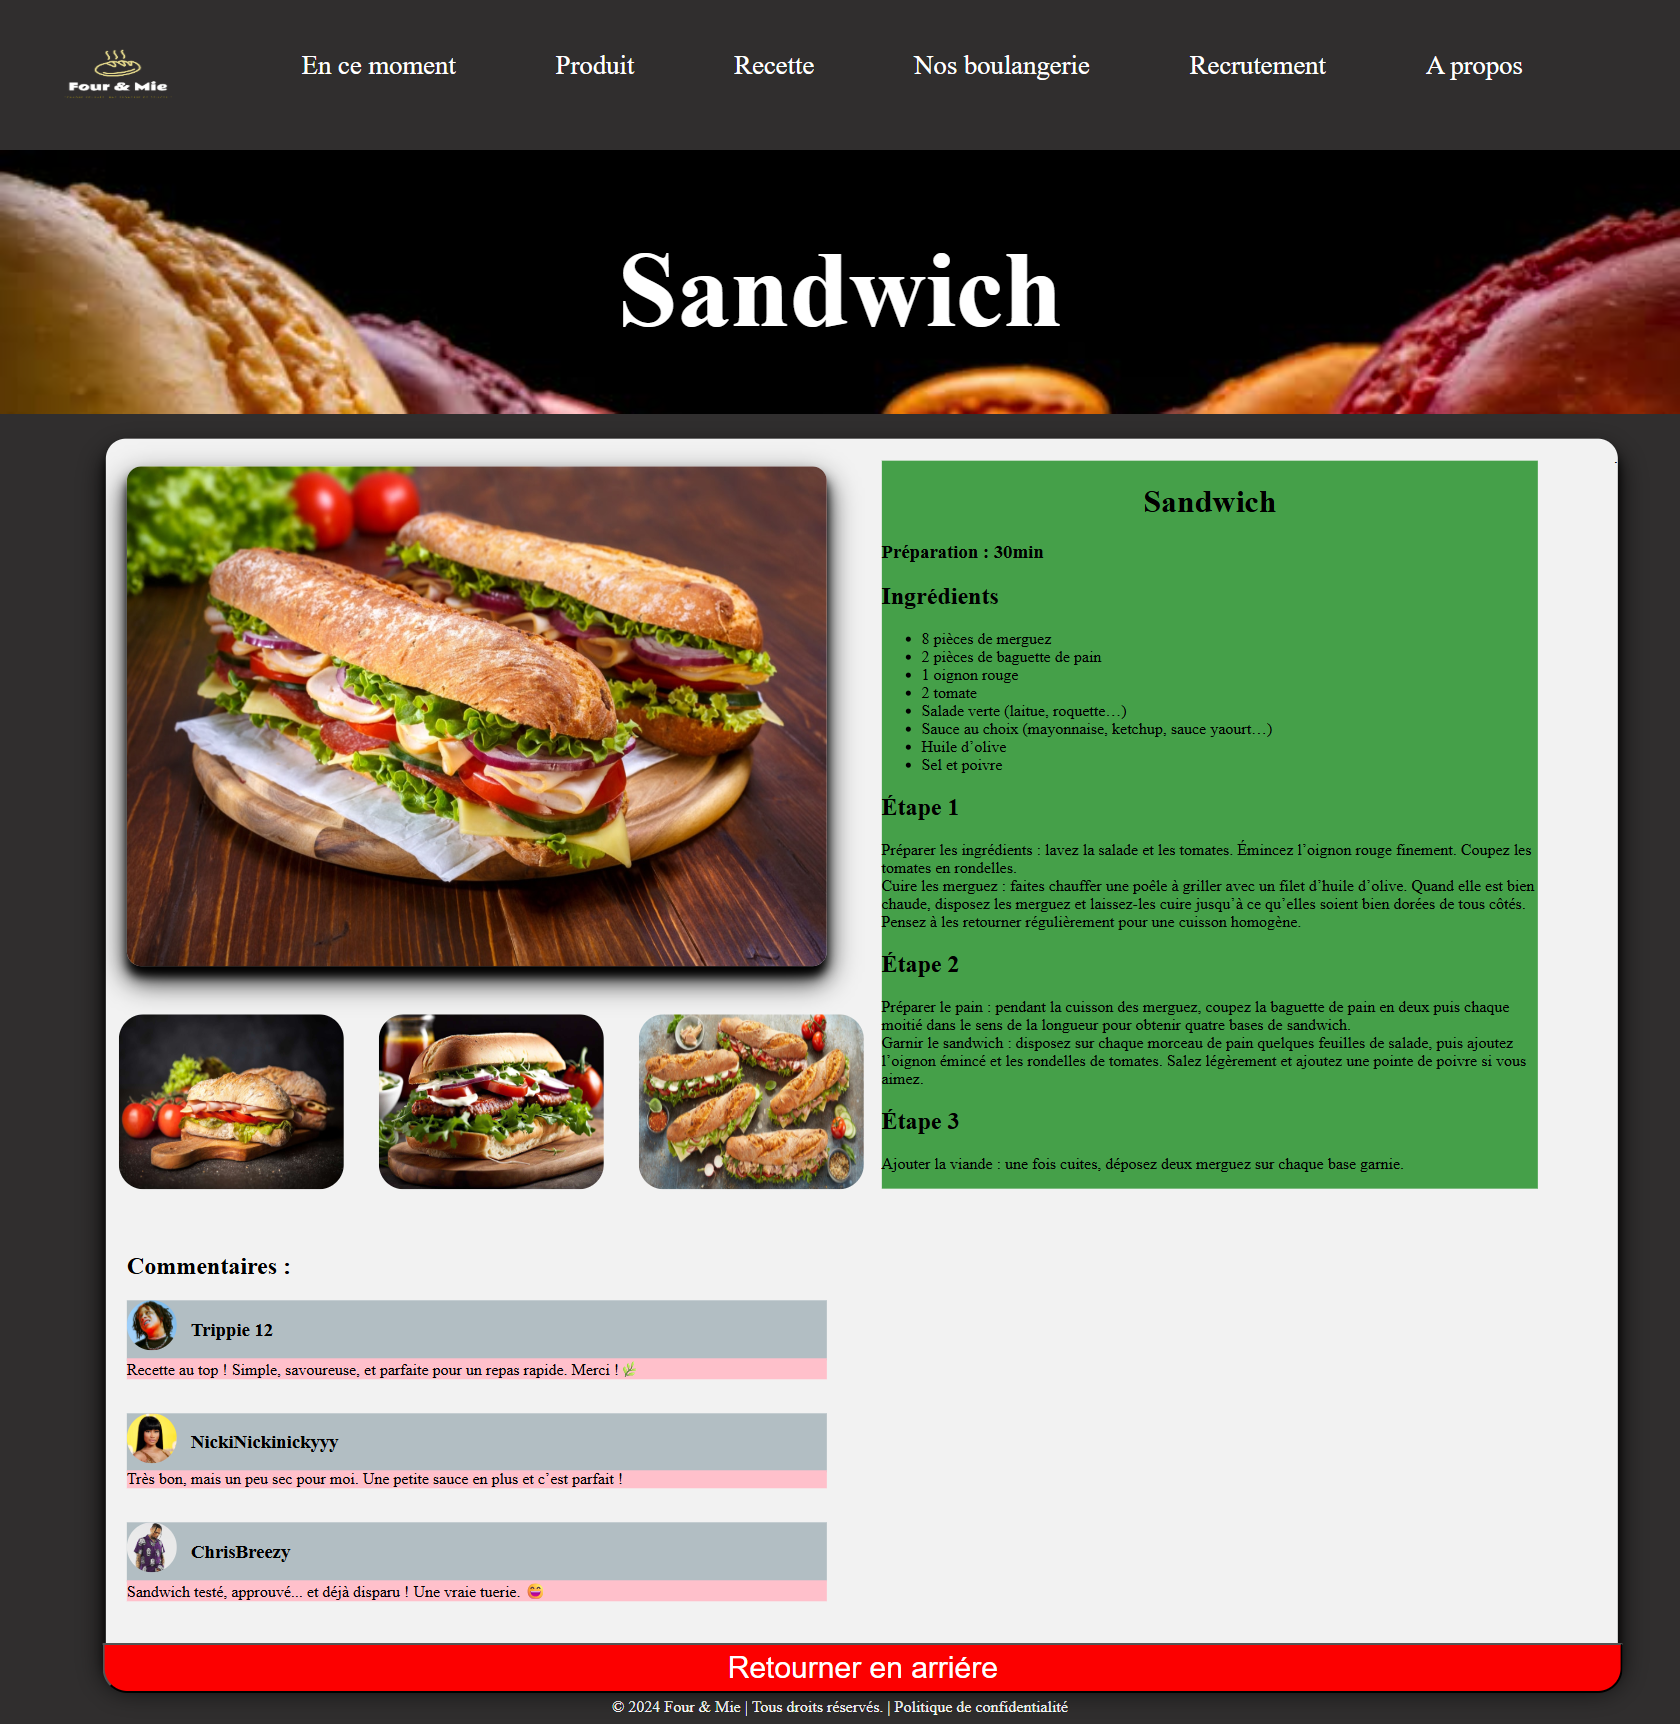 Four & Mie
En ce moment
Produit
Recette
Nos boulangerie
Recrutement
A propos
Sandwich
Sandwich
Préparation : 30min
Ingrédients
8 pièces de merguez
2 pièces de baguette de pain
1 oignon rouge
2 tomate
Salade verte (laitue, roquette…)
Sauce au choix (mayonnaise, ketchup, sauce yaourt…)
Huile d’olive
Sel et poivre
Étape 1
Préparer les ingrédients : lavez la salade et les tomates. Émincez l’oignon rouge finement. Coupez les
tomates en rondelles.
Cuire les merguez : faites chauffer une poêle à griller avec un filet d’huile d’olive. Quand elle est bien
chaude, disposez les merguez et laissez-les cuire jusqu’à ce qu’elles soient bien dorées de tous côtés.
Pensez à les retourner régulièrement pour une cuisson homogène.
Étape 2
Préparer le pain : pendant la cuisson des merguez, coupez la baguette de pain en deux puis chaque
moitié dans le sens de la longueur pour obtenir quatre bases de sandwich.
Garnir le sandwich : disposez sur chaque morceau de pain quelques feuilles de salade, puis ajoutez
l’oignon émincé et les rondelles de tomates. Salez légèrement et ajoutez une pointe de poivre si vous
aimez.
Étape 3
Ajouter la viande : une fois cuites, déposez deux merguez sur chaque base garnie.
Commentaires :
Trippie 12
Recette au top ! Simple, savoureuse, et parfaite pour un repas rapide. Merci ! 🌿
NickiNickinickyyy
Très bon, mais un peu sec pour moi. Une petite sauce en plus et c’est parfait !
ChrisBreezy
Sandwich testé, approuvé... et déjà disparu ! Une vraie tuerie. 😄
Retourner en arriére
© 2024 Four & Mie | Tous droits réservés. | Politique de confidentialité